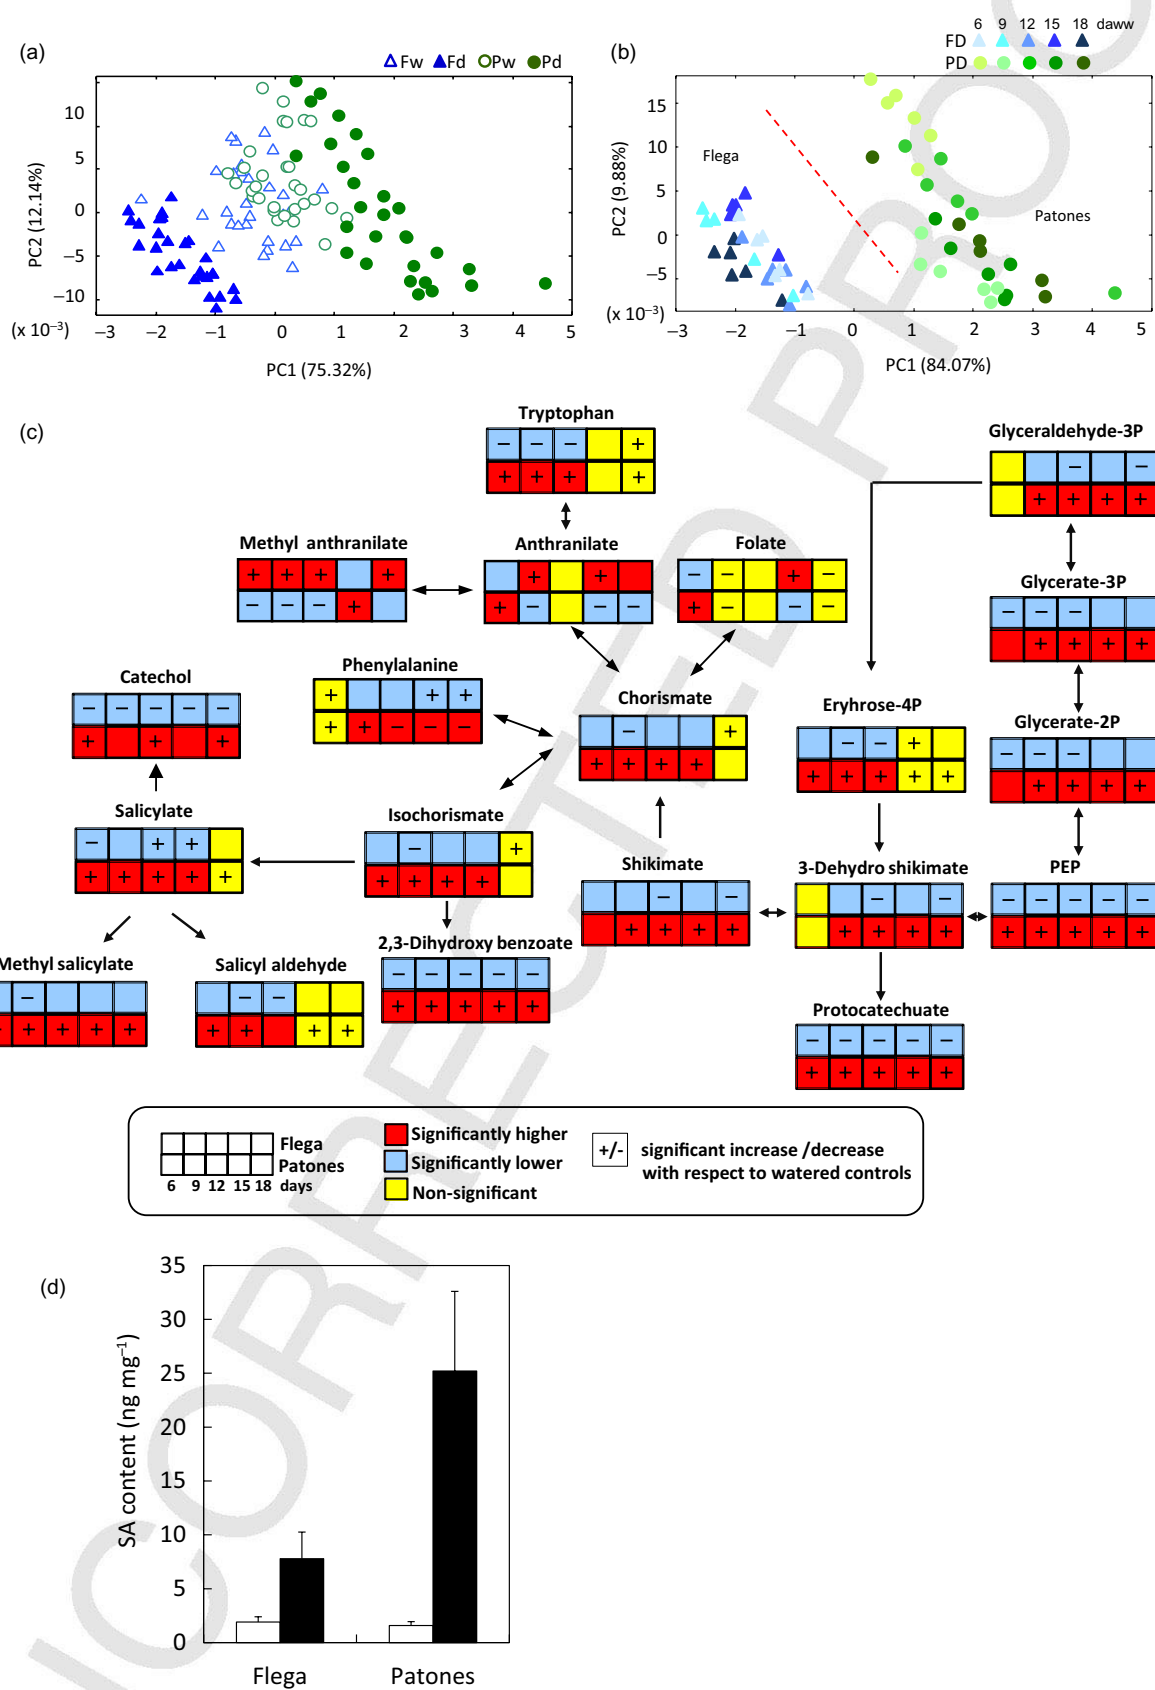 (a)
Fw Fd Pw Pd
PC2 (12.14%)
10
5
0
−5
−10
(x 10⁻³)
−3 −2 −1 0 1 2 3 4 5
PC1 (75.32%)
(b)
6 9 12 15 18 daww
FD
PD
PC2 (9.88%)
15
10
5
0
−5
(x 10⁻³)
Flega
Patones
−3 −2 −1 0 1 2 3 4 5
PC1 (84.07%)
(c)
Tryptophan
− − − +
+ + + +
Glyceraldehyde-3P
− −
+ + + +
Methyl anthranilate
+ + + +
− − − +
Anthranilate
+ +
+ − − −
Folate
− − + −
+ − − −
Glycerate-3P
− − −
+ + + +
Phenylalanine
+ + +
+ + − − −
Catechol
− − − − −
+ + +
Chorismate
− +
+ + + +
Eryhrose-4P
− − +
+ + + + +
Glycerate-2P
− − −
+ + + +
Salicylate
− + +
+ + + + +
Isochorismate
− +
+ + + +
Shikimate
− −
+ + + +
3-Dehydro shikimate
− −
+ + + +
PEP
− − − − −
+ + + + +
Methyl salicylate
−
+ + + + +
Salicyl aldehyde
− −
+ + + +
2,3-Dihydroxy benzoate
− − − − −
+ + + + +
Protocatechuate
− − − − −
+ + + + +
Flega
Patones
6 9 12 15 18 days
Significantly higher
Significantly lower
Non-significant
+/-
significant increase /decrease
with respect to watered controls
(d)
SA content (ng mg⁻¹)
35
30
25
20
15
10
5
0
Flega Patones
UNCORRECTED PROOF